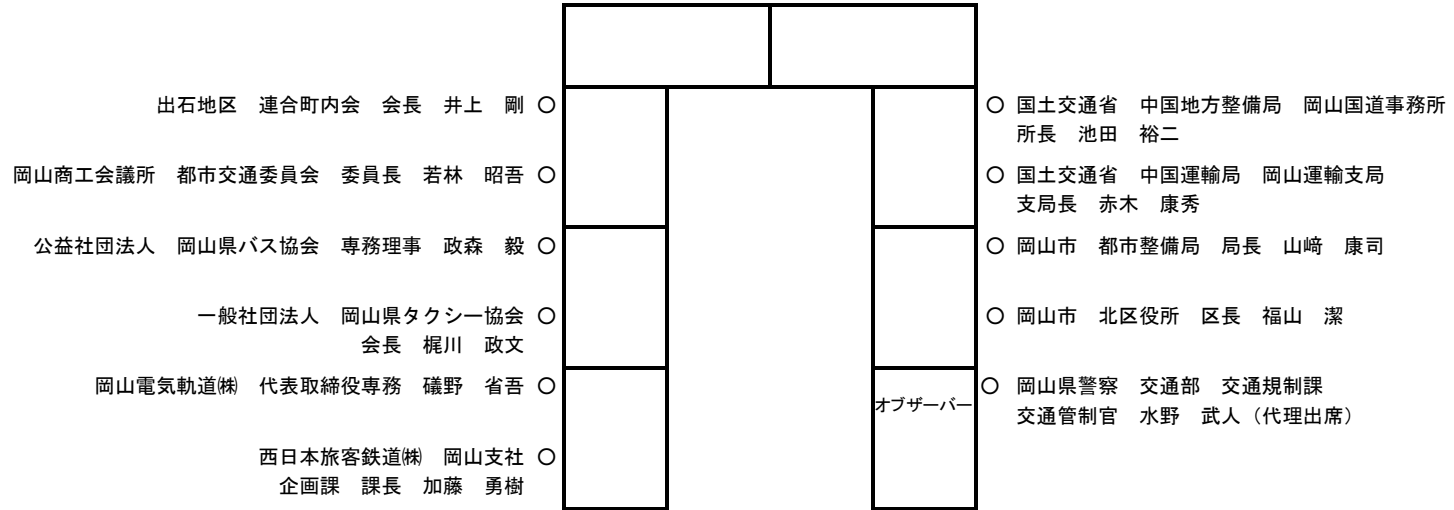 出石地区　連合町内会　会長　井上　剛 ○
岡山商工会議所　都市交通委員会　委員長　若林　昭吾 ○
公益社団法人　岡山県バス協会　専務理事　政森　毅 ○
一般社団法人　岡山県タクシー協会 ○
会長　梶川　政文
岡山電気軌道㈱　代表取締役専務　礒野　省吾 ○
西日本旅客鉄道㈱　岡山支社 ○
企画課　課長　加藤　勇樹
○ 国土交通省　中国地方整備局　岡山国道事務所
所長　池田　裕二
○ 国土交通省　中国運輸局　岡山運輸支局
支局長　赤木　康秀
○ 岡山市　都市整備局　局長　山﨑　康司
○ 岡山市　北区役所　区長　福山　潔
オブザーバー
○ 岡山県警察　交通部　交通規制課
交通管制官　水野　武人（代理出席）